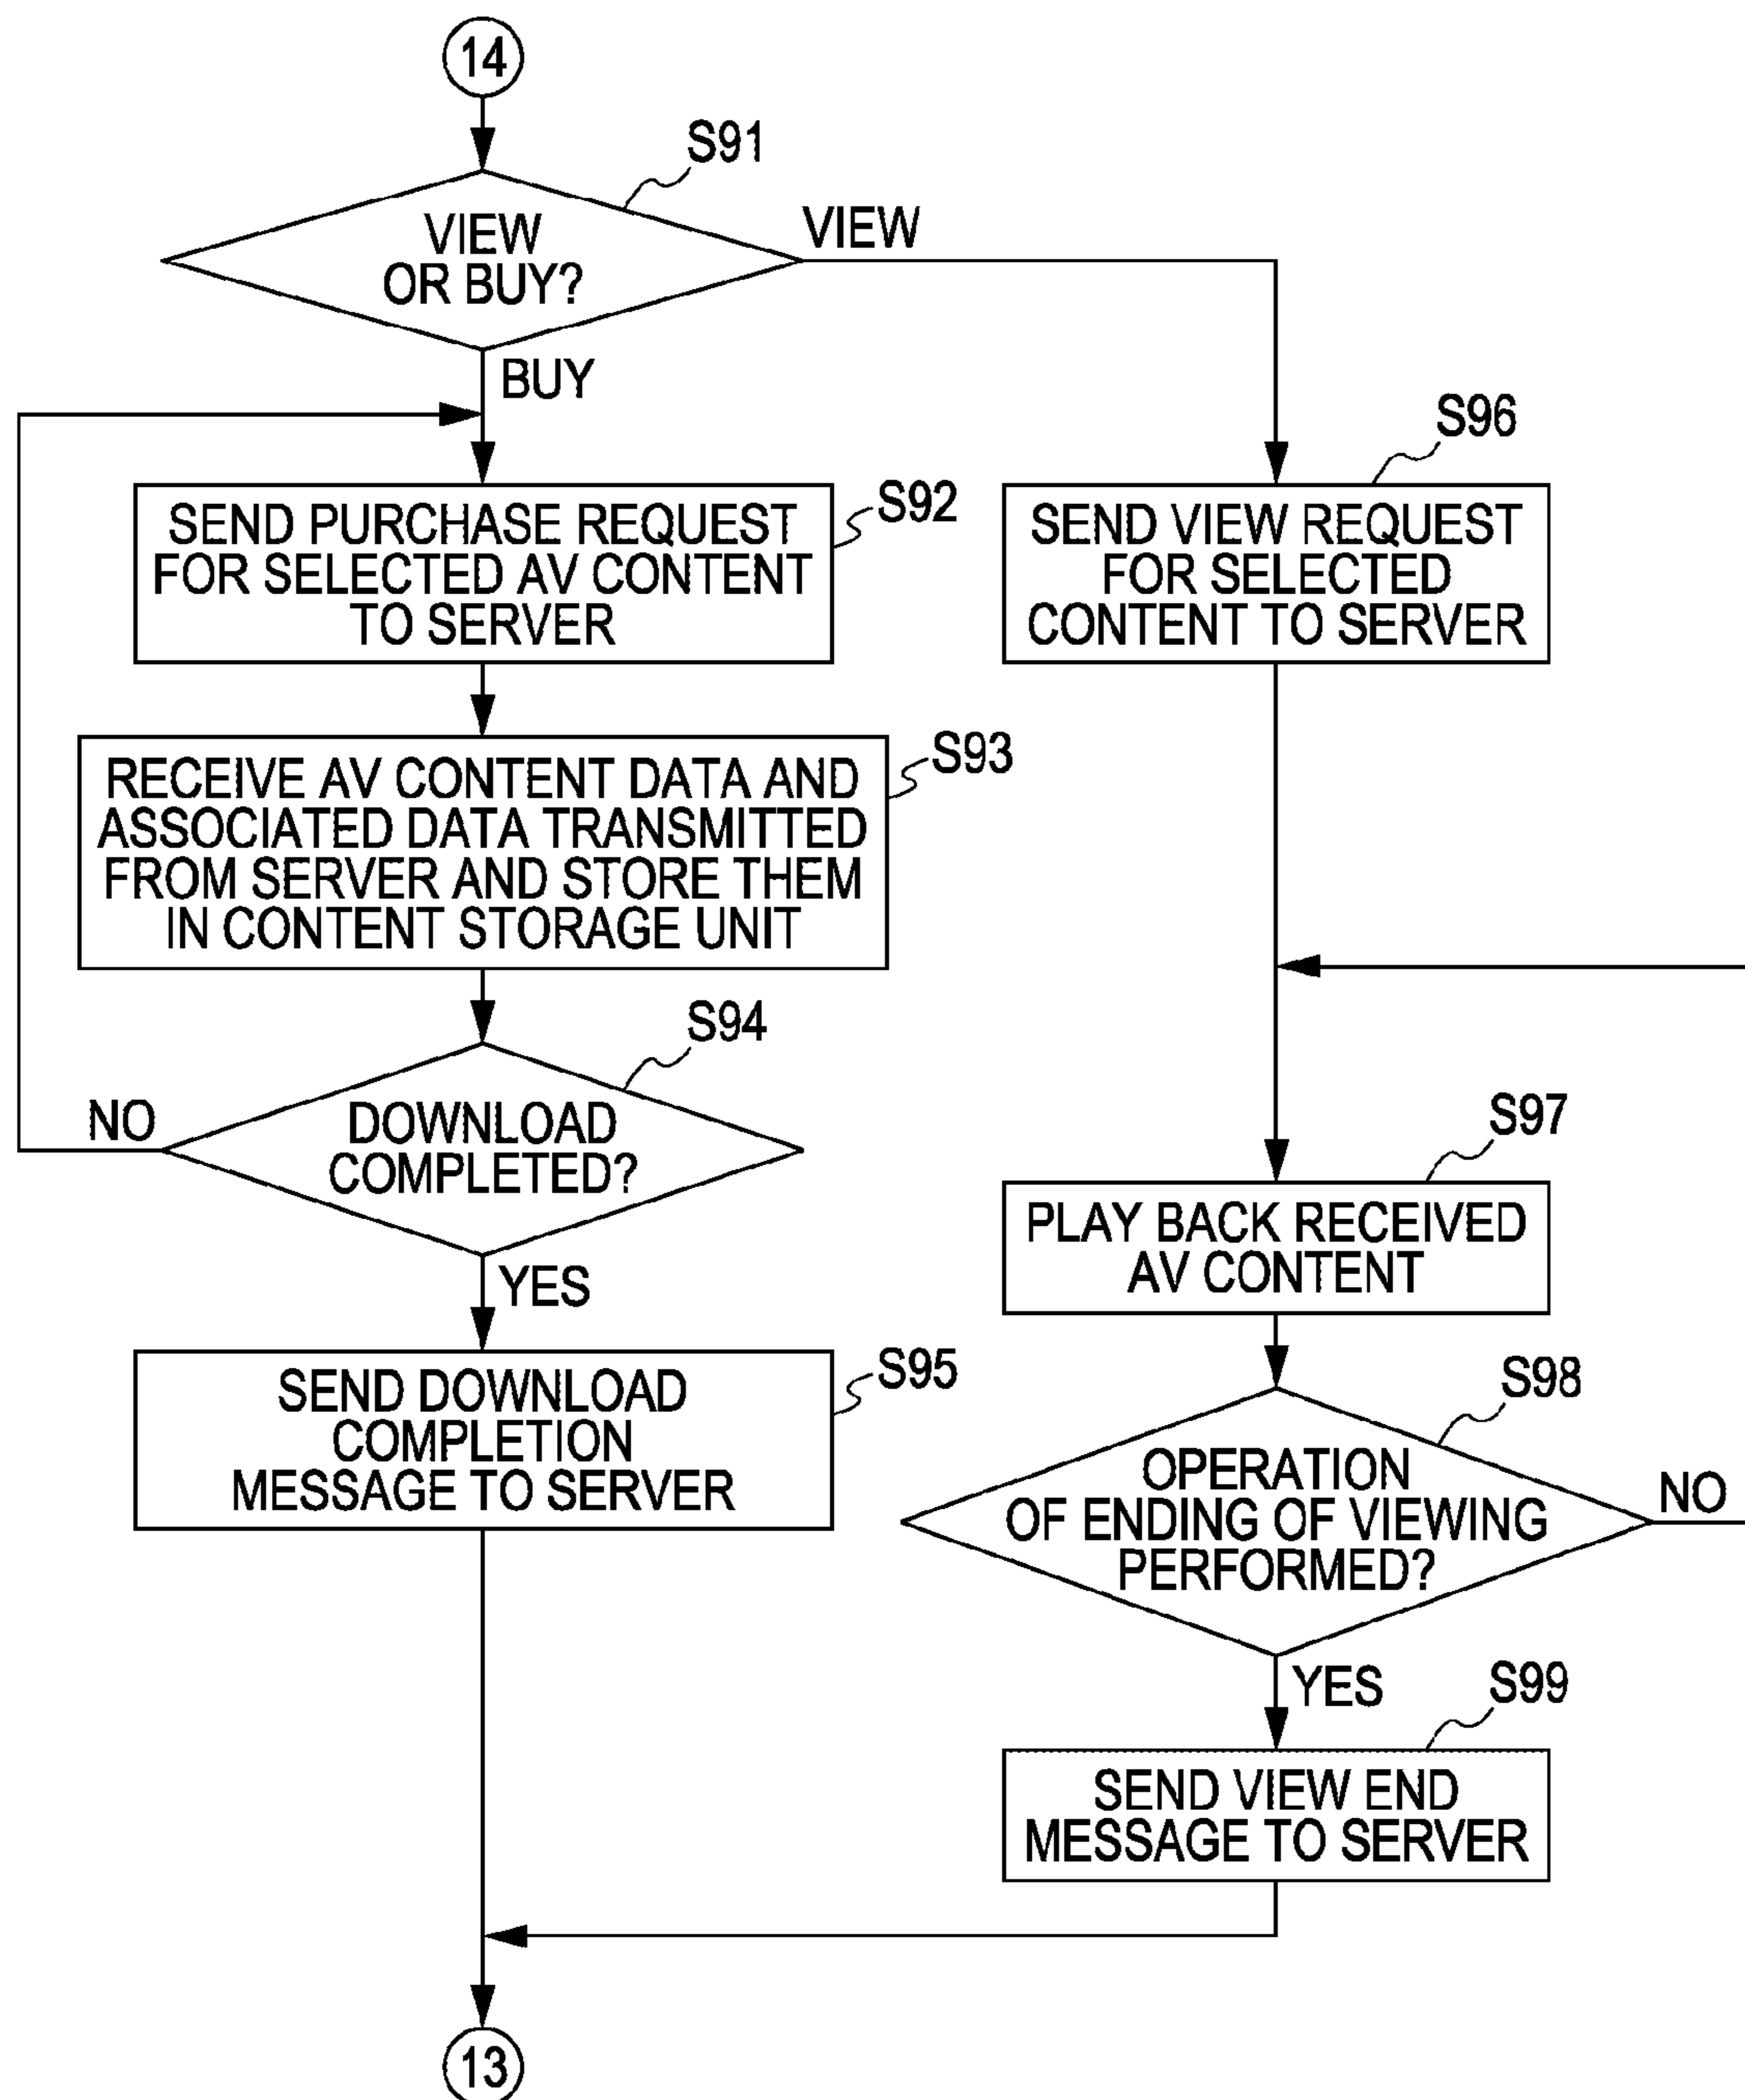 14
S91
VIEW
OR BUY?
VIEW
BUY
S92
SEND PURCHASE REQUEST
FOR SELECTED AV CONTENT
TO SERVER
S93
RECEIVE AV CONTENT DATA AND
ASSOCIATED DATA TRANSMITTED
FROM SERVER AND STORE THEM
IN CONTENT STORAGE UNIT
S94
DOWNLOAD
COMPLETED?
NO
YES
S95
SEND DOWNLOAD
COMPLETION
MESSAGE TO SERVER
S96
SEND VIEW REQUEST
FOR SELECTED
CONTENT TO SERVER
S97
PLAY BACK RECEIVED
AV CONTENT
S98
OPERATION
OF ENDING OF VIEWING
PERFORMED?
NO
YES
S99
SEND VIEW END
MESSAGE TO SERVER
13